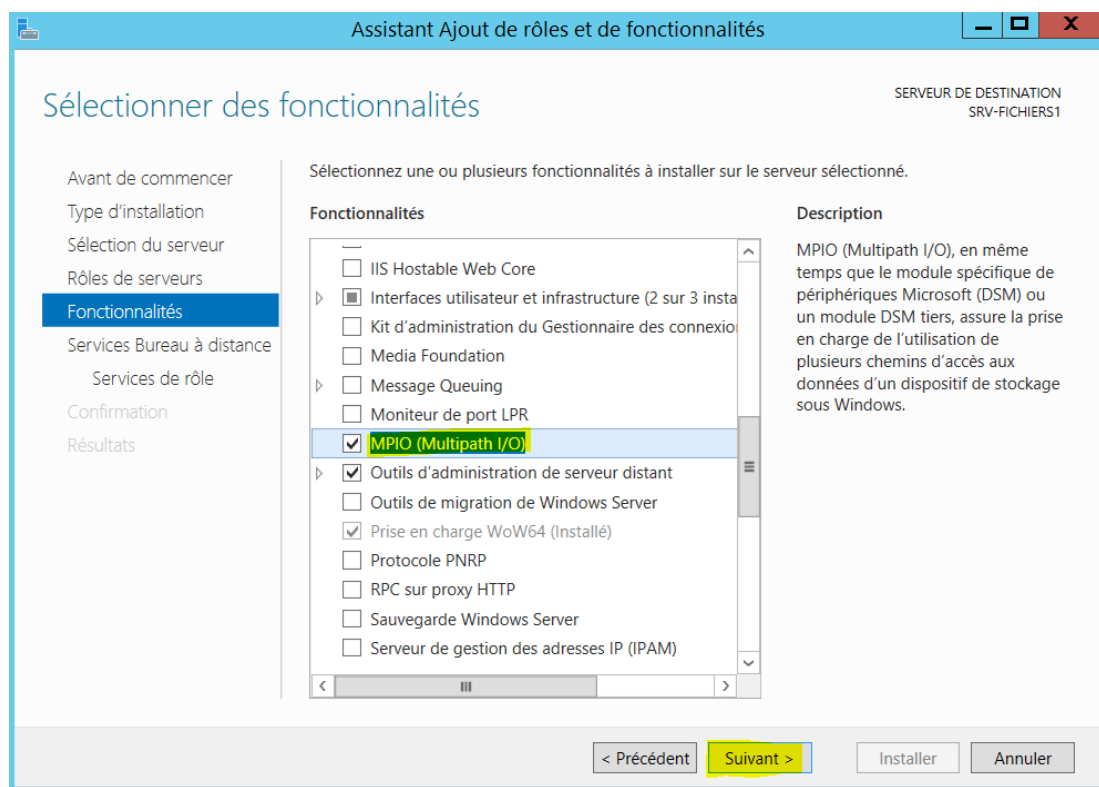 Assistant Ajout de rôles et de fonctionnalités
X
Sélectionner des fonctionnalités
SERVEUR DE DESTINATION
SRV-FICHIERS1
Avant de commencer
Type d'installation
Sélection du serveur
Rôles de serveurs
Fonctionnalités
Services Bureau à distance
Services de rôle
Confirmation
Résultats
Sélectionnez une ou plusieurs fonctionnalités à installer sur le serveur sélectionné.
Fonctionnalités
IIS Hostable Web Core
Interfaces utilisateur et infrastructure (2 sur 3 insta
Kit d'administration du Gestionnaire des connexion
Media Foundation
Message Queuing
Moniteur de port LPR
MPIO (Multipath I/O)
Outils d'administration de serveur distant
Outils de migration de Windows Server
Prise en charge WoW64 (Installé)
Protocole PNRP
RPC sur proxy HTTP
Sauvegarde Windows Server
Serveur de gestion des adresses IP (IPAM)
Description
MPIO (Multipath I/O), en même
temps que le module spécifique de
périphériques Microsoft (DSM) ou
un module DSM tiers, assure la prise
en charge de l'utilisation de
plusieurs chemins d'accès aux
données d'un dispositif de stockage
sous Windows.
< Précédent
Suivant >
Installer
Annuler